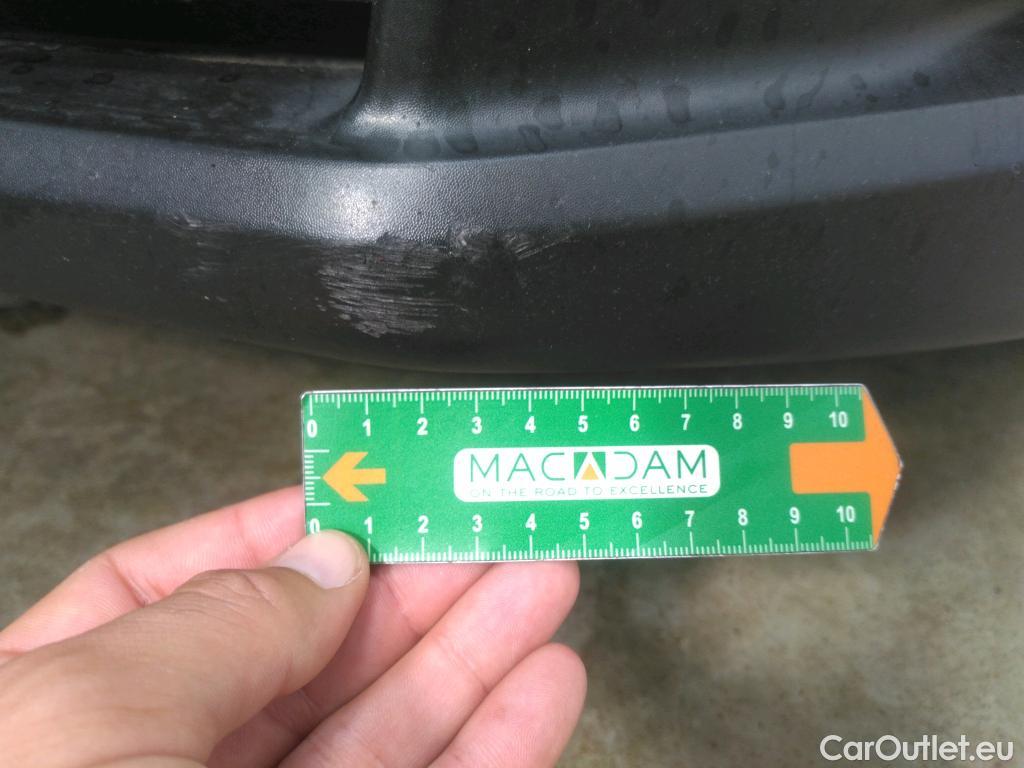 0 1 2 3 4 5 6 7 8 9 10
MACADAM
ON THE ROAD TO EXCELLENCE
0 1 2 3 4 5 6 7 8 9 10
CarOutlet.eu